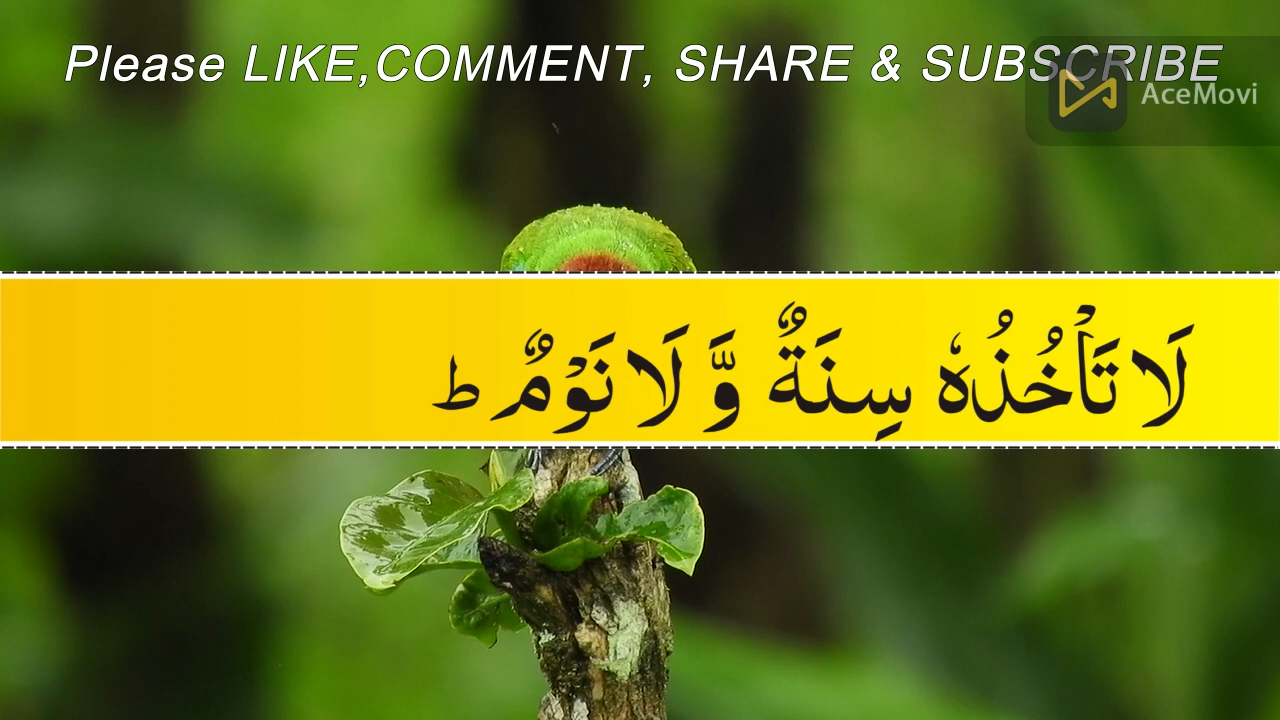 Please LIKE,COMMENT, SHARE & SUBSCRIBE
AceMovi
لَا تَاْخُذُهٗ سِنَةٌ وَّ لَا نَوْمٌ ط